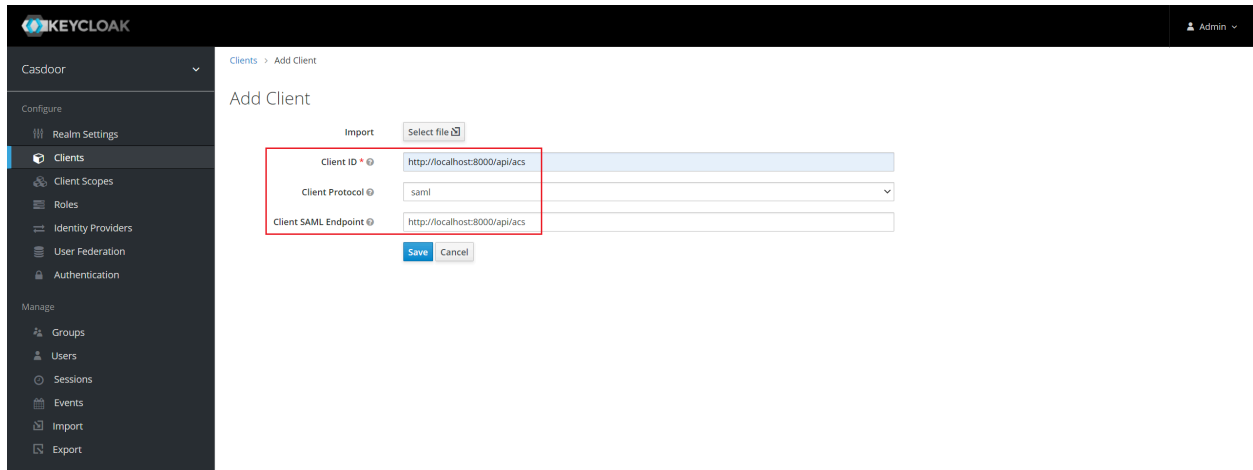 KEYCLOAK
Admin
Casdoor
Configure
Realm Settings
Clients
Client Scopes
Roles
Identity Providers
User Federation
Authentication
Manage
Groups
Users
Sessions
Events
Import
Export
Clients > Add Client
Add Client
Import Select file
Client ID * http://localhost:8000/api/acs
Client Protocol saml
Client SAML Endpoint http://localhost:8000/api/acs
Save Cancel